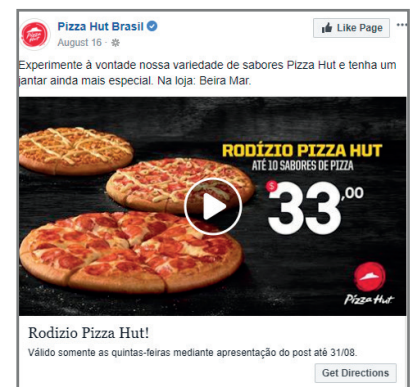 Pizza Hut Brasil
August 16 ·
Like Page
Experimente à vontade nossa variedade de sabores Pizza Hut e tenha um
jantar ainda mais especial. Na loja: Beira Mar.
RODÍZIO PIZZA HUT
ATÉ 10 SABORES DE PIZZA
$33,00
Pizza Hut
Rodizio Pizza Hut!
Válido somente as quintas-feiras mediante apresentação do post até 31/08.
Get Directions